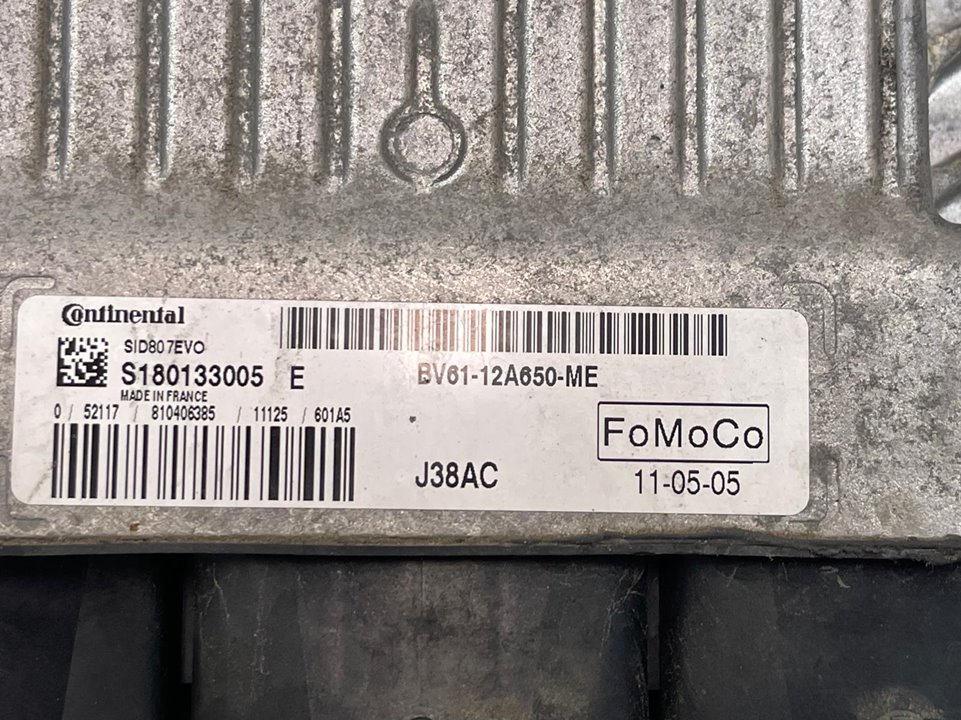 Continental
SID807EVO
S180133005 E
MADE IN FRANCE
0 / 52117 / 810406385 / 11125 / 601A5
BV61-12A650-ME
FoMoCo
J38AC
11-05-05